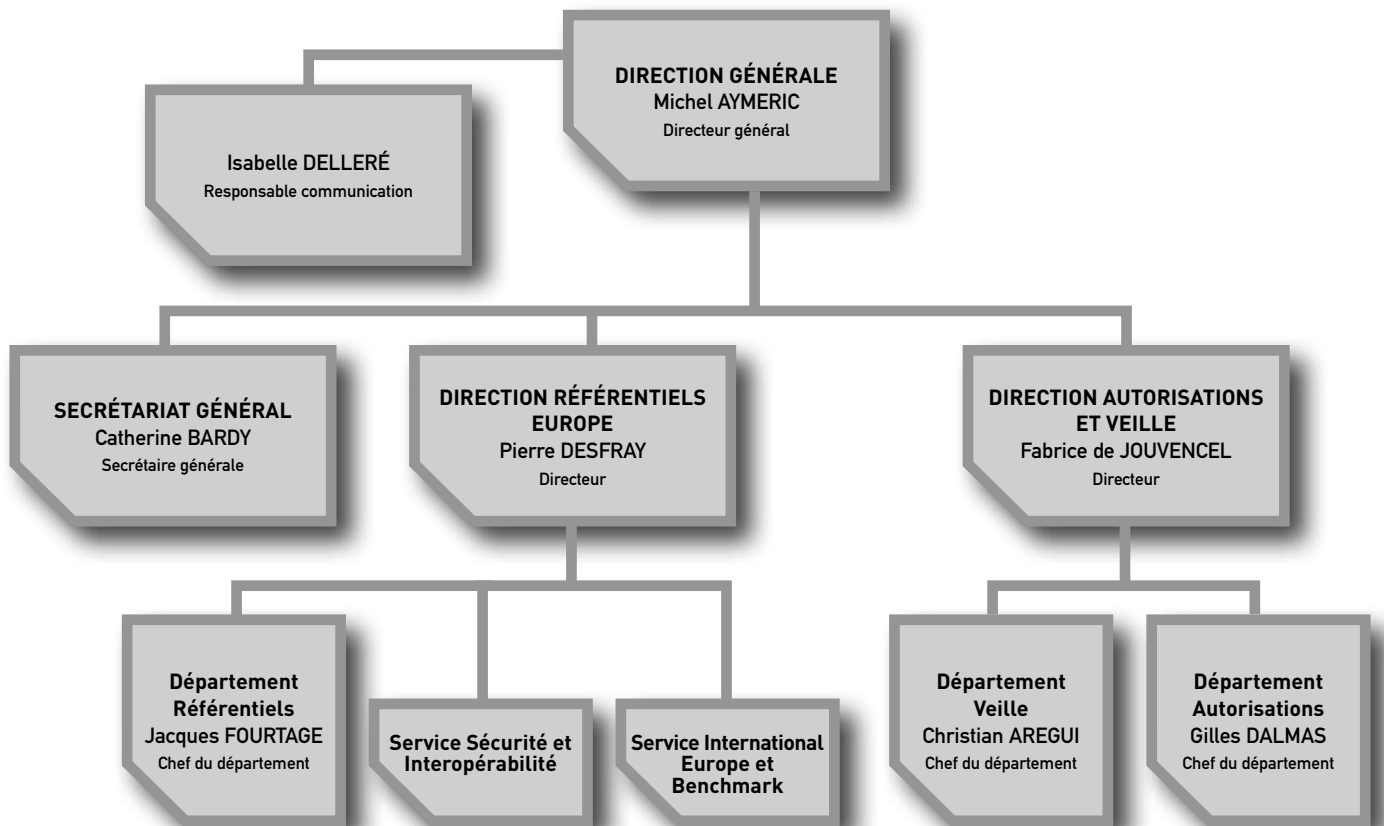 DIRECTION GÉNÉRALE
Michel AYMERIC
Directeur général
Isabelle DELLERÉ
Responsable communication
SECRÉTARIAT GÉNÉRAL
Catherine BARDY
Secrétaire générale
DIRECTION RÉFÉRENTIELS
EUROPE
Pierre DESFRAY
Directeur
DIRECTION AUTORISATIONS
ET VEILLE
Fabrice de JOUVENCEL
Directeur
Département
Référentiels
Jacques FOURTAGE
Chef du département
Service Sécurité et
Interopérabilité
Service International
Europe et
Benchmark
Département
Veille
Christian AREGUI
Chef du département
Département
Autorisations
Gilles DALMAS
Chef du département